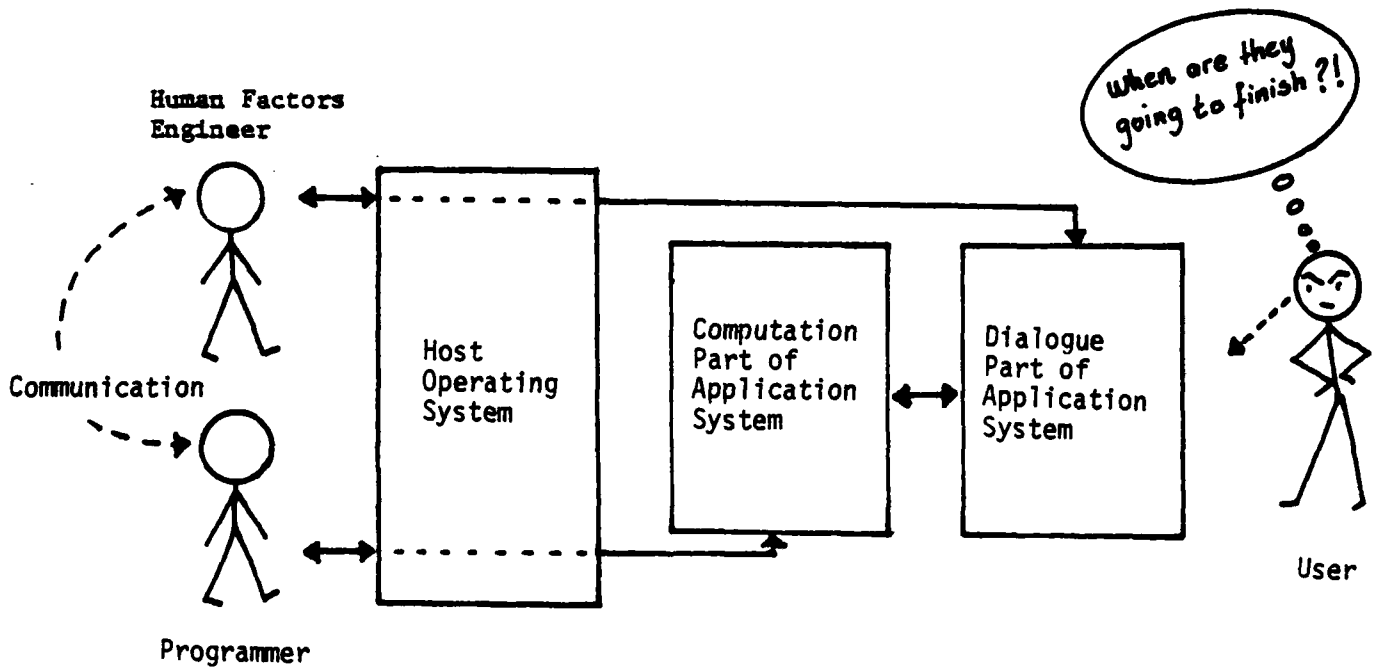 when are they
going to finish?!
Human Factors
Engineer
Host
Operating
System
Computation
Part of
Application
System
Dialogue
Part of
Application
System
Communication
User
Programmer